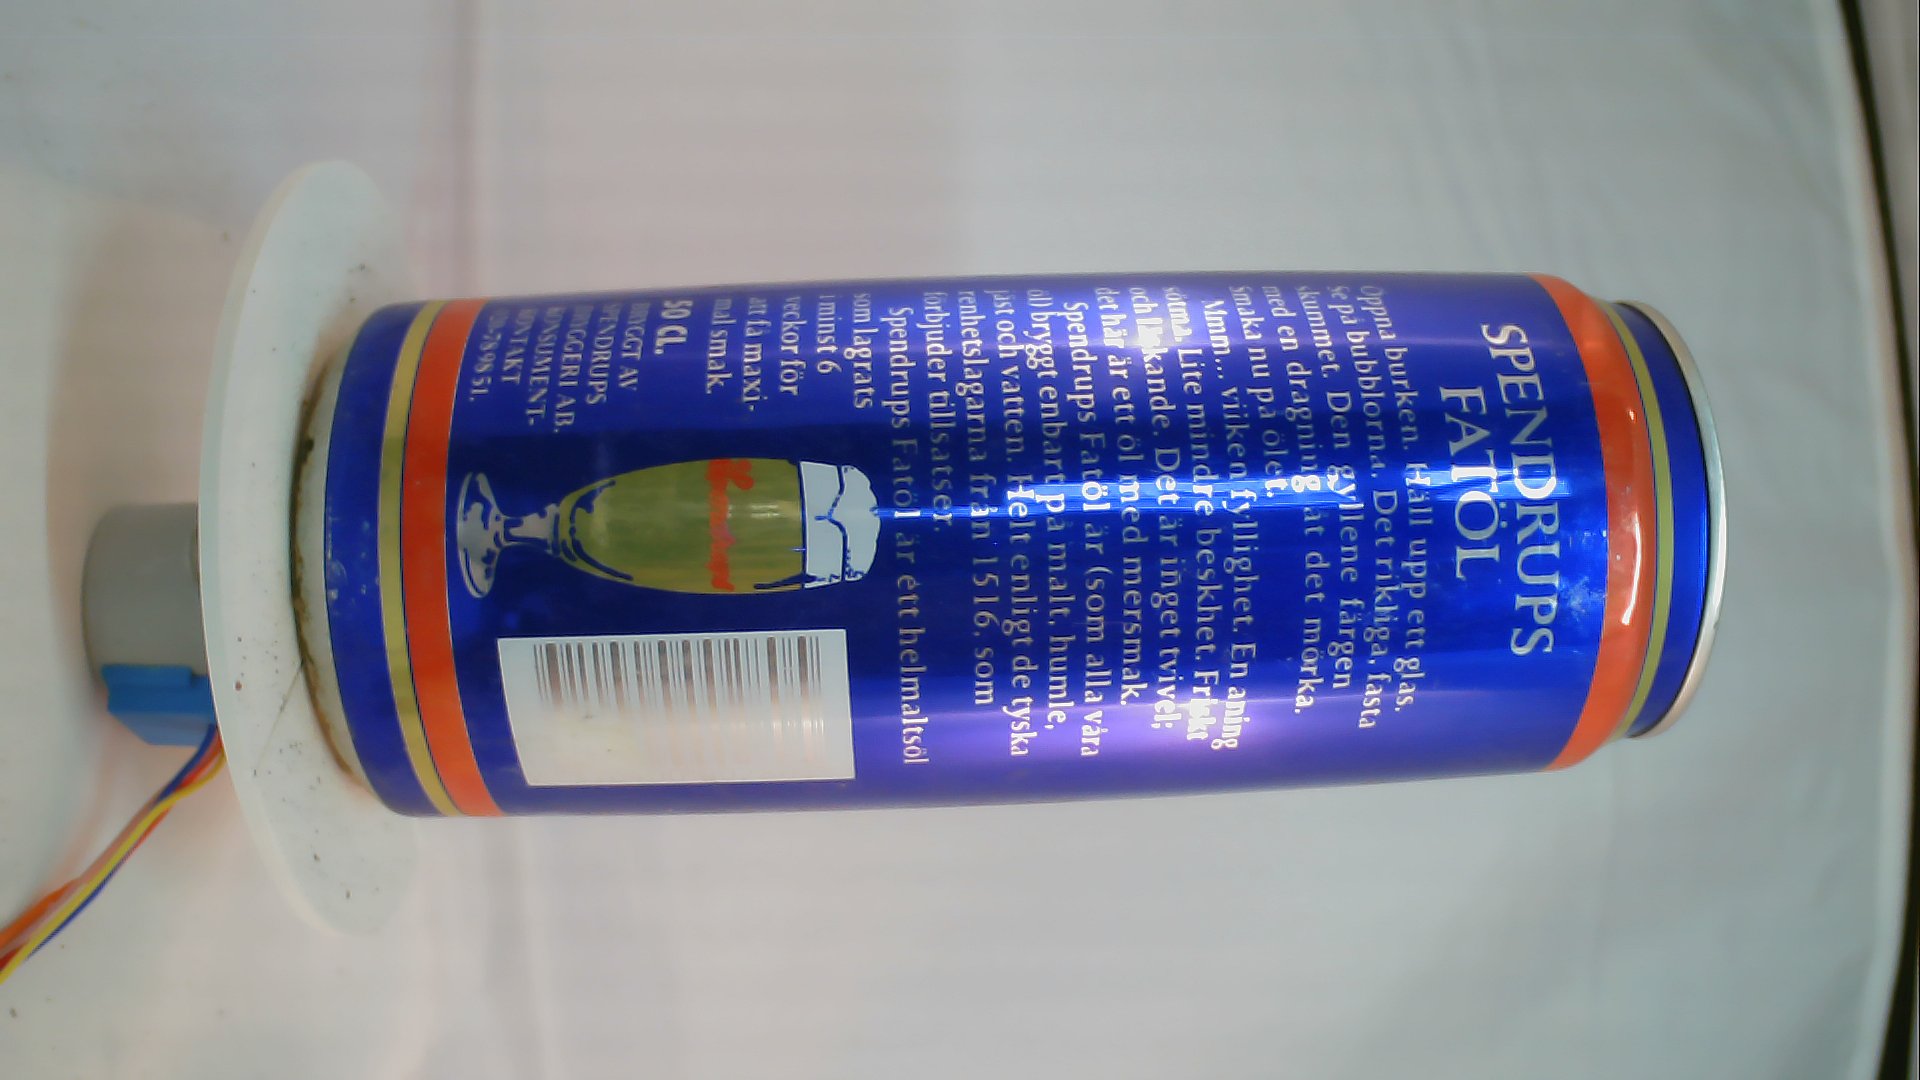 SPENDRUPS
FATÖL
Öppna burken. Häll upp ett glas.
Se på bubblorna. Det rikliga, fasta
skummet. Den gyllene färgen
med en dragning åt det mörka.
Smaka nu på ölet.
Mmm... vilken fyllighet. En aning
sötma. Lite mindre beskhet. Friskt
och läskande. Det är inget tvivel;
det här är ett öl med mersmak.
Spendrups Fatöl är (som alla våra
öl) bryggt enbart på malt, humle,
jäst och vatten. Helt enligt de tyska
renhetslagarna från 1516, som
förbjuder tillsatser.
Spendrups Fatöl är ett helmaltsöl
som lagrats
i minst 6
veckor för
att få maxi-
mal smak.
50 CL.
BRYGGT AV
SPENDRUPS
BRYGGERI AB.
KONSUMENT-
KONTAKT
Spendrups